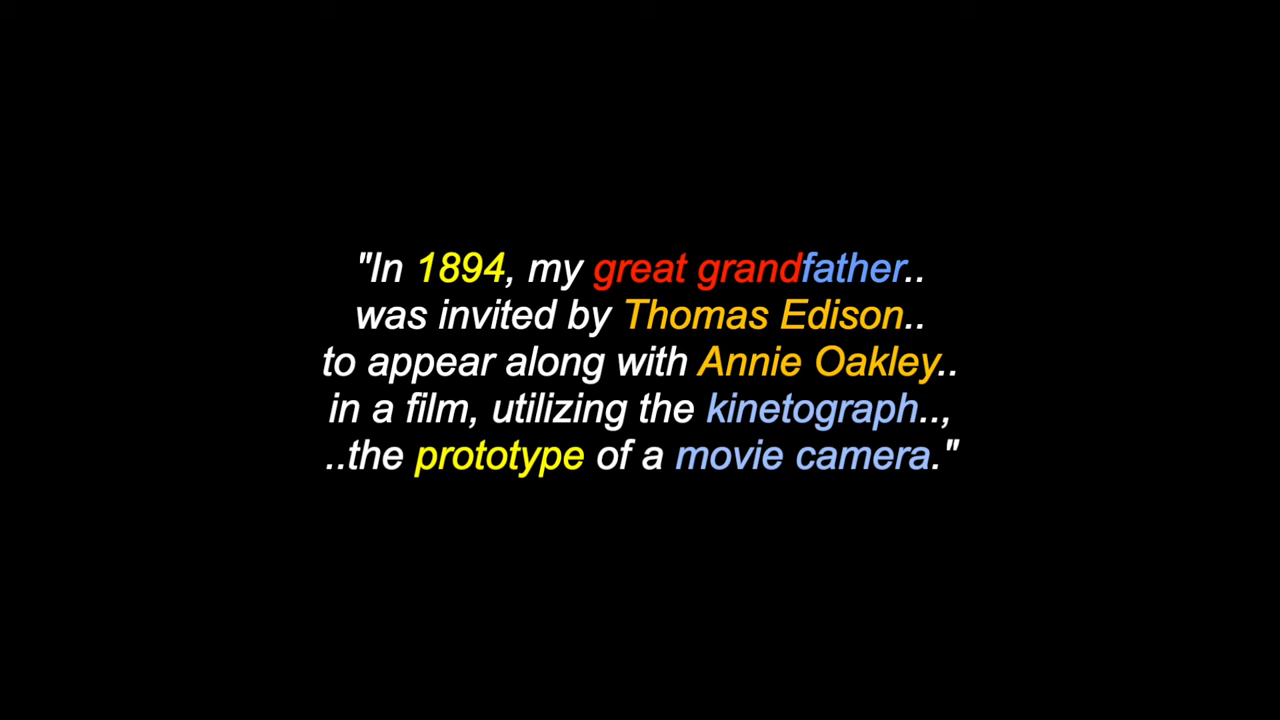 "In 1894, my great grandfather..
was invited by Thomas Edison..
to appear along with Annie Oakley..
in a film, utilizing the kinetograph..,
..the prototype of a movie camera."